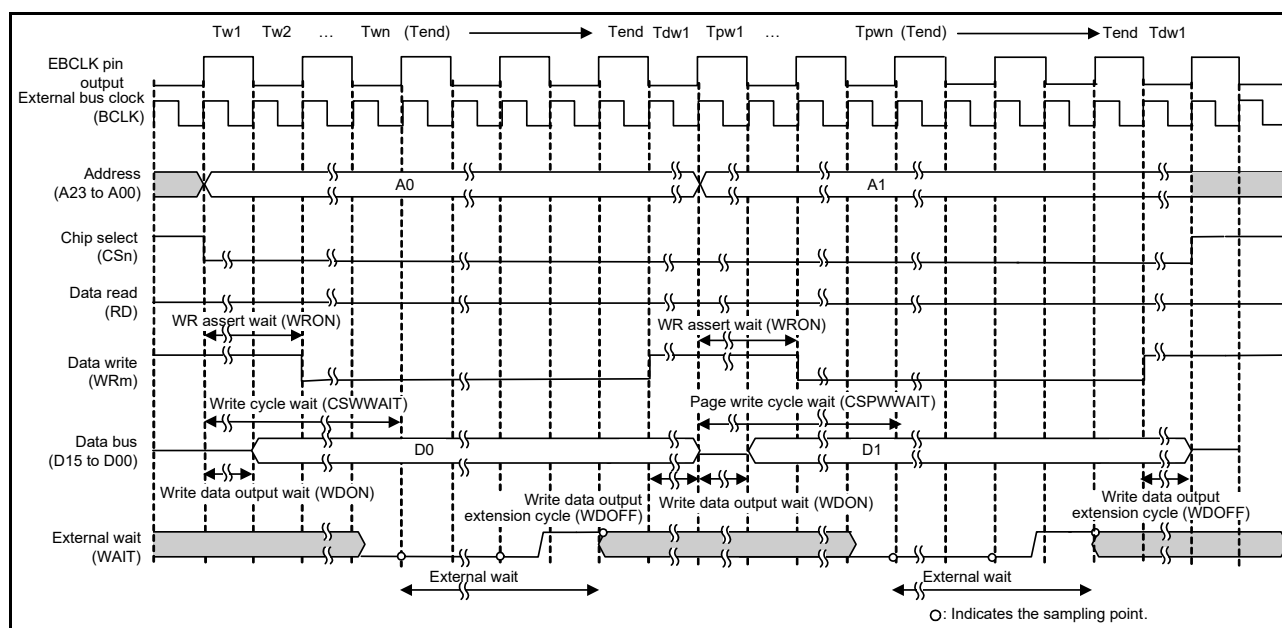 Tw1 Tw2 ... Twn (Tend) Tend Tdw1 Tpw1 ... Tpwn (Tend) Tend Tdw1
EBCLK pin
output
External bus clock
(BCLK)
Address
(A23 to A00)
A0
A1
Chip select
(CSn)
Data read
(RD)
WR assert wait (WRON)
WR assert wait (WRON)
Data write
(WRm)
Write cycle wait (CSWWAIT)
Page write cycle wait (CSPWWAIT)
Data bus
(D15 to D00)
D0
D1
Write data output wait (WDON)
Write data output
extension cycle (WDOFF)
Write data output wait (WDON)
Write data output
extension cycle (WDOFF)
External wait
(WAIT)
External wait
External wait
: Indicates the sampling point.